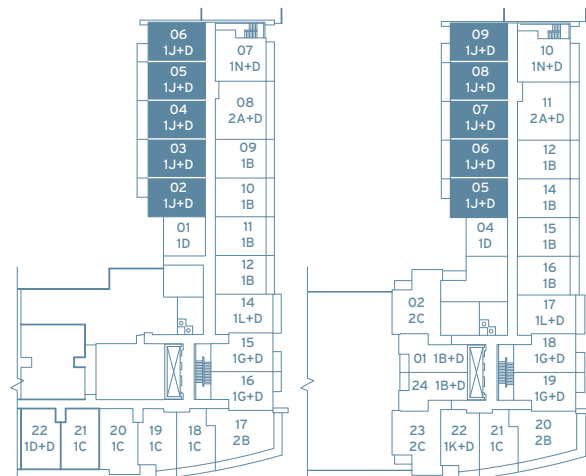 06
1J+D
05
1J+D
04
1J+D
03
1J+D
02
1J+D
01
1D
07
1N+D
08
2A+D
09
1B
10
1B
11
1B
12
1B
14
1L+D
15
1G+D
16
1G+D
22
1D+D
21
1C
20
1C
19
1C
18
1C
17
2B
09
1J+D
08
1J+D
07
1J+D
06
1J+D
05
1J+D
04
1D
10
1N+D
11
2A+D
12
1B
14
1B
15
1B
16
1B
17
1L+D
02
2C
01 1B+D
24 1B+D
18
1G+D
19
1G+D
23
2C
22
1K+D
21
1C
20
2B